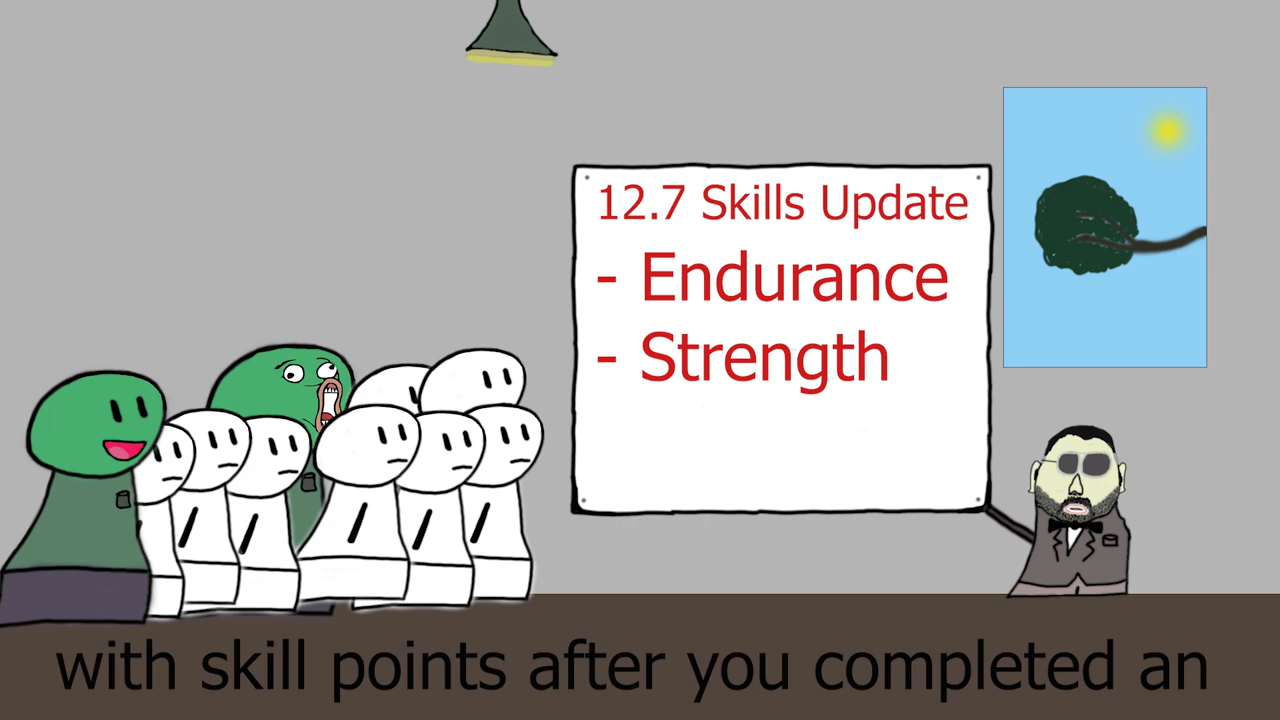 12.7 Skills Update
- Endurance
- Strength
with skill points after you completed an